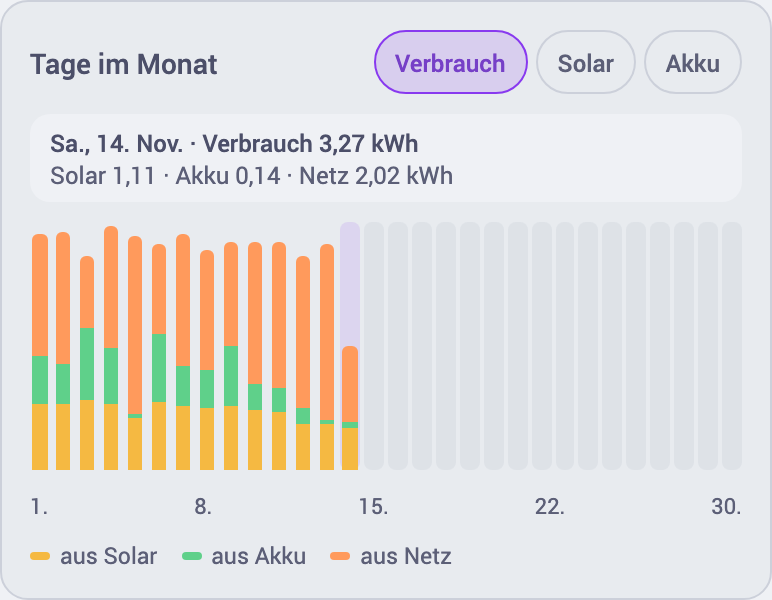 Tage im Monat
Verbrauch
Solar
Akku
Sa., 14. Nov. · Verbrauch 3,27 kWh
Solar 1,11 · Akku 0,14 · Netz 2,02 kWh
1. 8. 15. 22. 30.
aus Solar aus Akku aus Netz